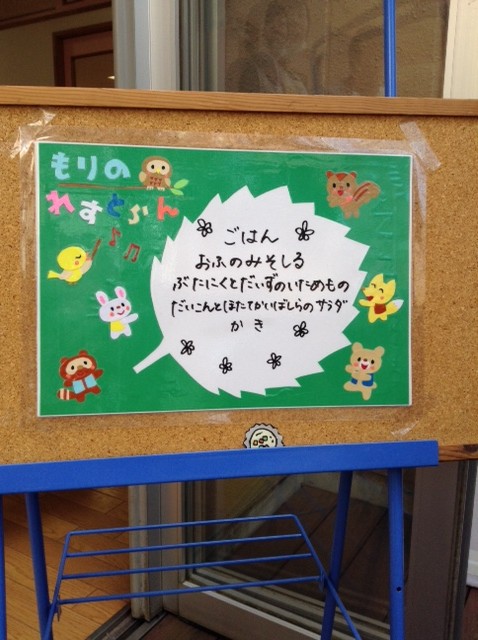 もりの
れすとらん
ごはん
おふのみそしる
ぶたにくとだいずのいためもの
だいこんとほたてかいばしらのサラダ
かき